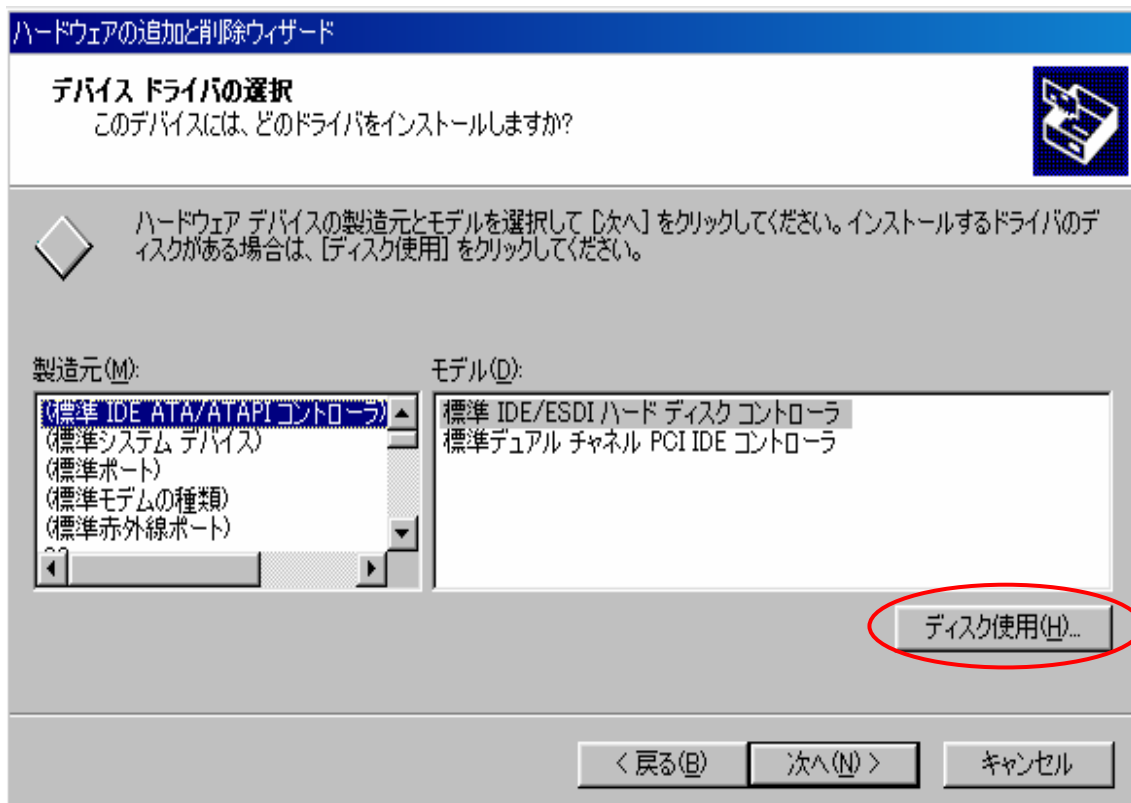 ハードウェアの追加と削除ウィザード
デバイス ドライバの選択
このデバイスには、どのドライバをインストールしますか?
ハードウェア デバイスの製造元とモデルを選択して [次へ] をクリックしてください。インストールするドライバのデ
ィスクがある場合は、[ディスク使用] をクリックしてください。
製造元(M):
モデル(D):
(標準 IDE ATA/ATAPI コントローラ)
(標準システム デバイス)
(標準ポート)
(標準モデムの種類)
(標準赤外線ポート)
標準 IDE/ESDI ハード ディスク コントローラ
標準デュアル チャネル PCI IDE コントローラ
ディスク使用(H)...
< 戻る(B)
次へ(N) >
キャンセル